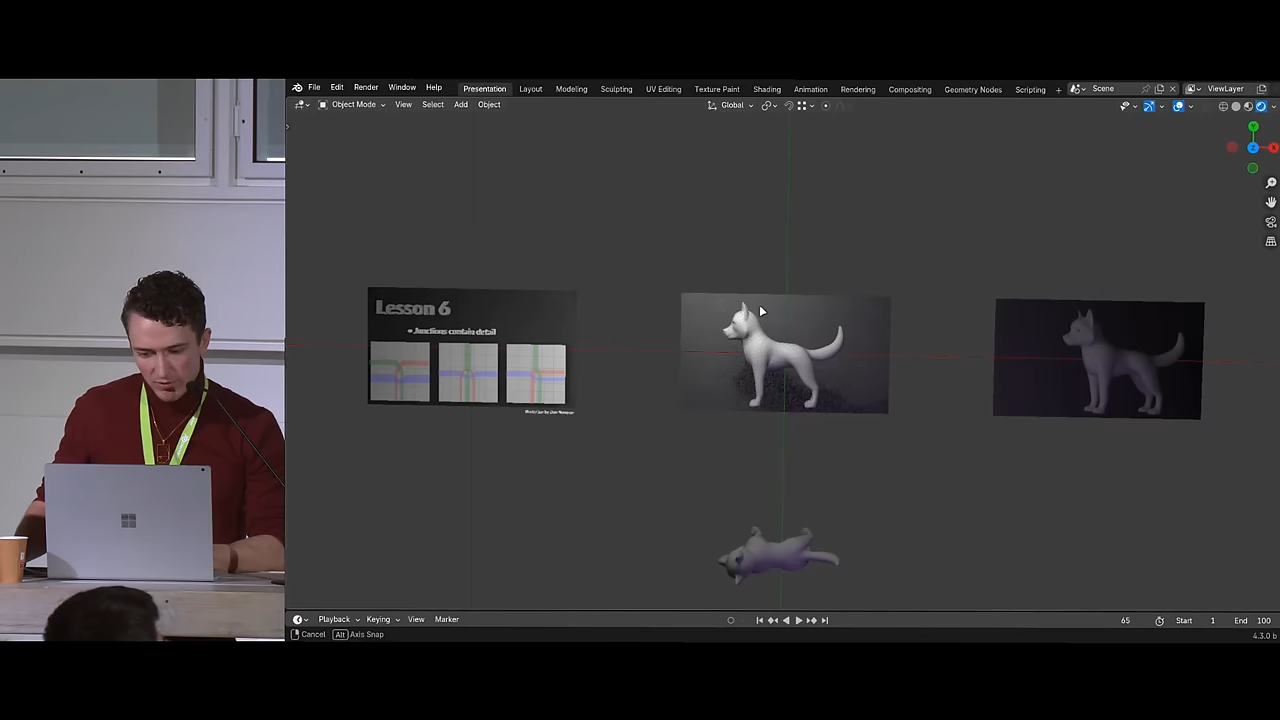 File Edit Render Window Help Presentation Layout Modeling Sculpting UV Editing Texture Paint Shading Animation Rendering Compositing Geometry Nodes Scripting + Scene ViewLayer
Object Mode View Select Add Object Global
Y
Z X
Lesson 6
• Junctions contain detail
Playback Keying View Marker 65 Start 1 End 100
Cancel Alt Axis Snap 4.3.0 b